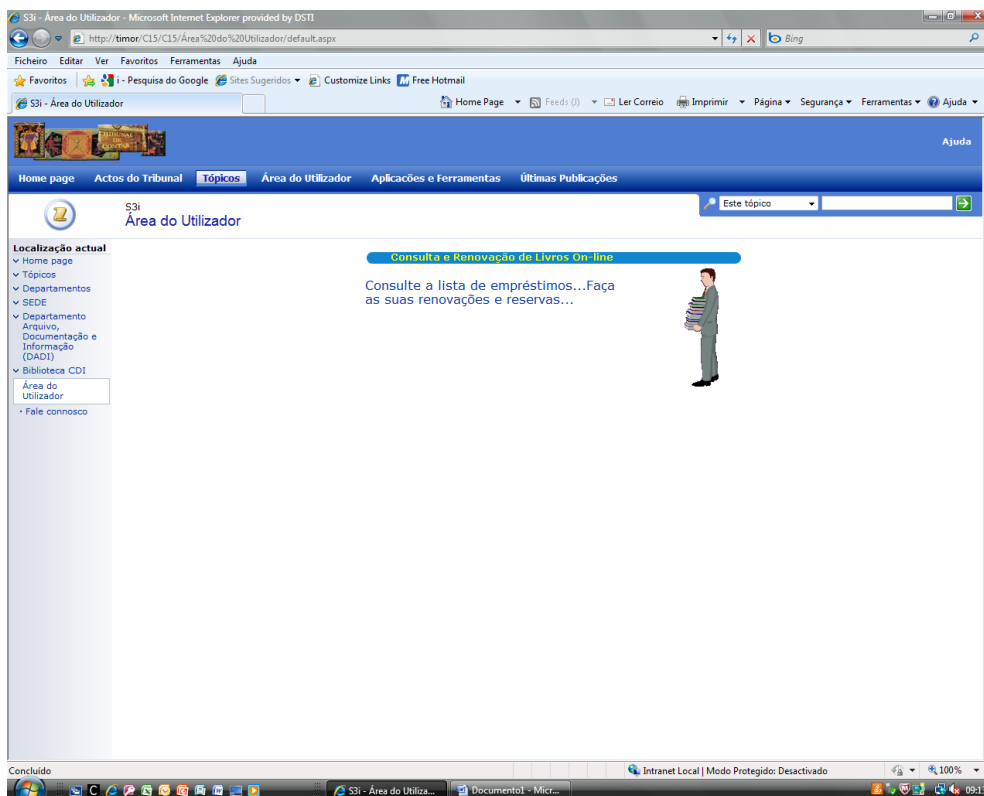 S3i - Área do Utilizador - Microsoft Internet Explorer provided by DSTI
http://timor/C15/C15/Área%20do%20Utilizador/default.aspx
Bing
Ficheiro Editar Ver Favoritos Ferramentas Ajuda
Favoritos i - Pesquisa do Google Sites Sugeridos Customize Links Free Hotmail
S3i - Área do Utilizador Home Page Feeds (J) Ler Correio Imprimir Página Segurança Ferramentas Ajuda
TRIBUNAL
DE
CONTAS
Ajuda
Home page Actos do Tribunal Tópicos Área do Utilizador Aplicacões e Ferramentas Últimas Publicações
Este tópico
S3i
Área do Utilizador
Localização actual
Home page
Tópicos
Departamentos
SEDE
Departamento
Arquivo,
Documentação e
Informação
(DADI)
Biblioteca CDI
Área do
Utilizador
Fale connosco
Consulta e Renovação de Livros On-line
Consulte a lista de empréstimos...Faça
as suas renovações e reservas...
Concluído Intranet Local | Modo Protegido: Desactivado 100%
S3i - Área do Utiliza... Documento1 - Micr...